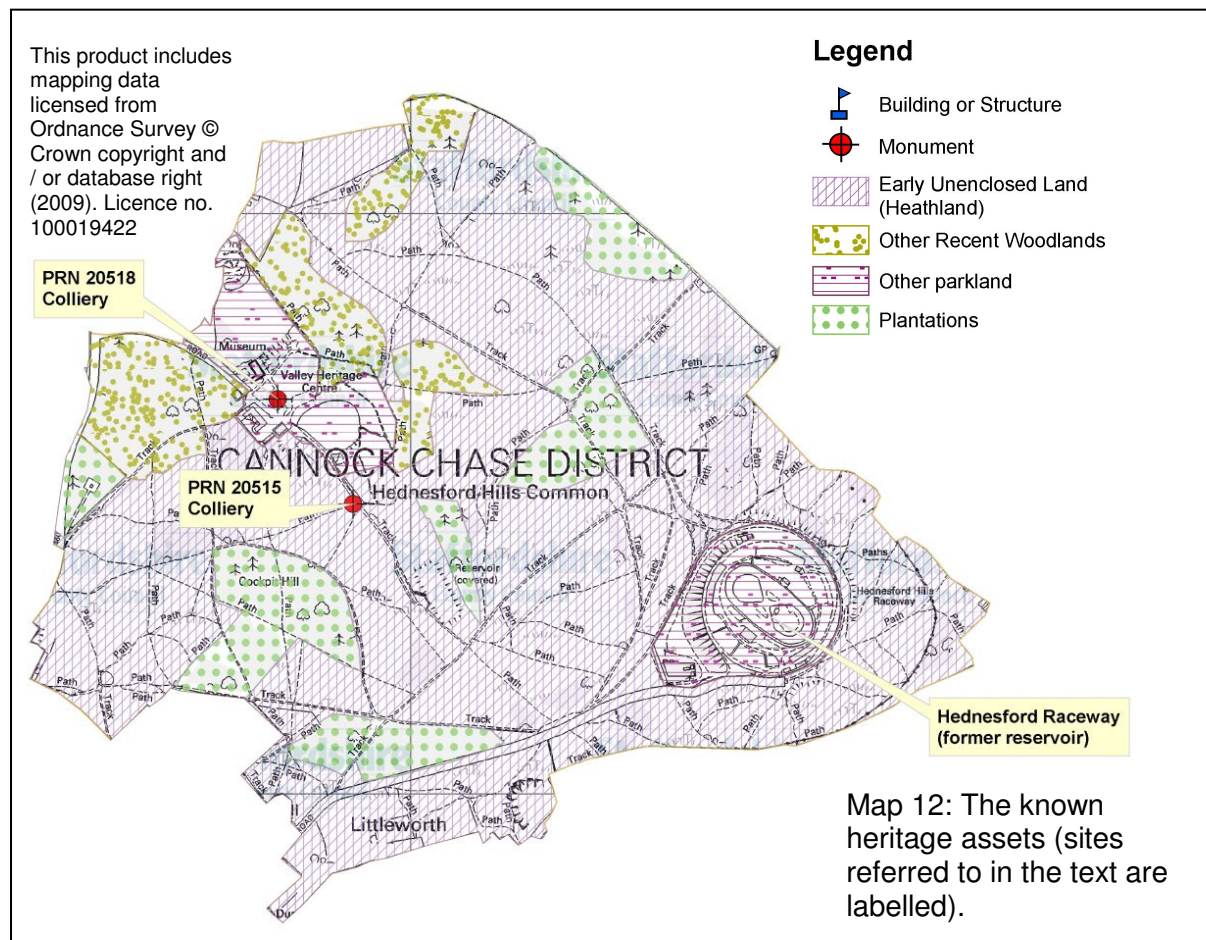 This product includes
mapping data
licensed from
Ordnance Survey ©
Crown copyright and
/ or database right
(2009). Licence no.
100019422
Legend
Building or Structure
Monument
Early Unenclosed Land
(Heathland)
Other Recent Woodlands
Other parkland
Plantations
PRN 20518
Colliery
Museum
Valley Heritage
Centre
PRN 20515
Colliery
CANNOCK CHASE DISTRICT
Hednesford Hills Common
Reservoir
(covered)
Cockpit Hill
Track
Path
Paths
Hednesford Hills
Raceway
Hednesford Raceway
(former reservoir)
Littleworth
Map 12: The known
heritage assets (sites
referred to in the text are
labelled).